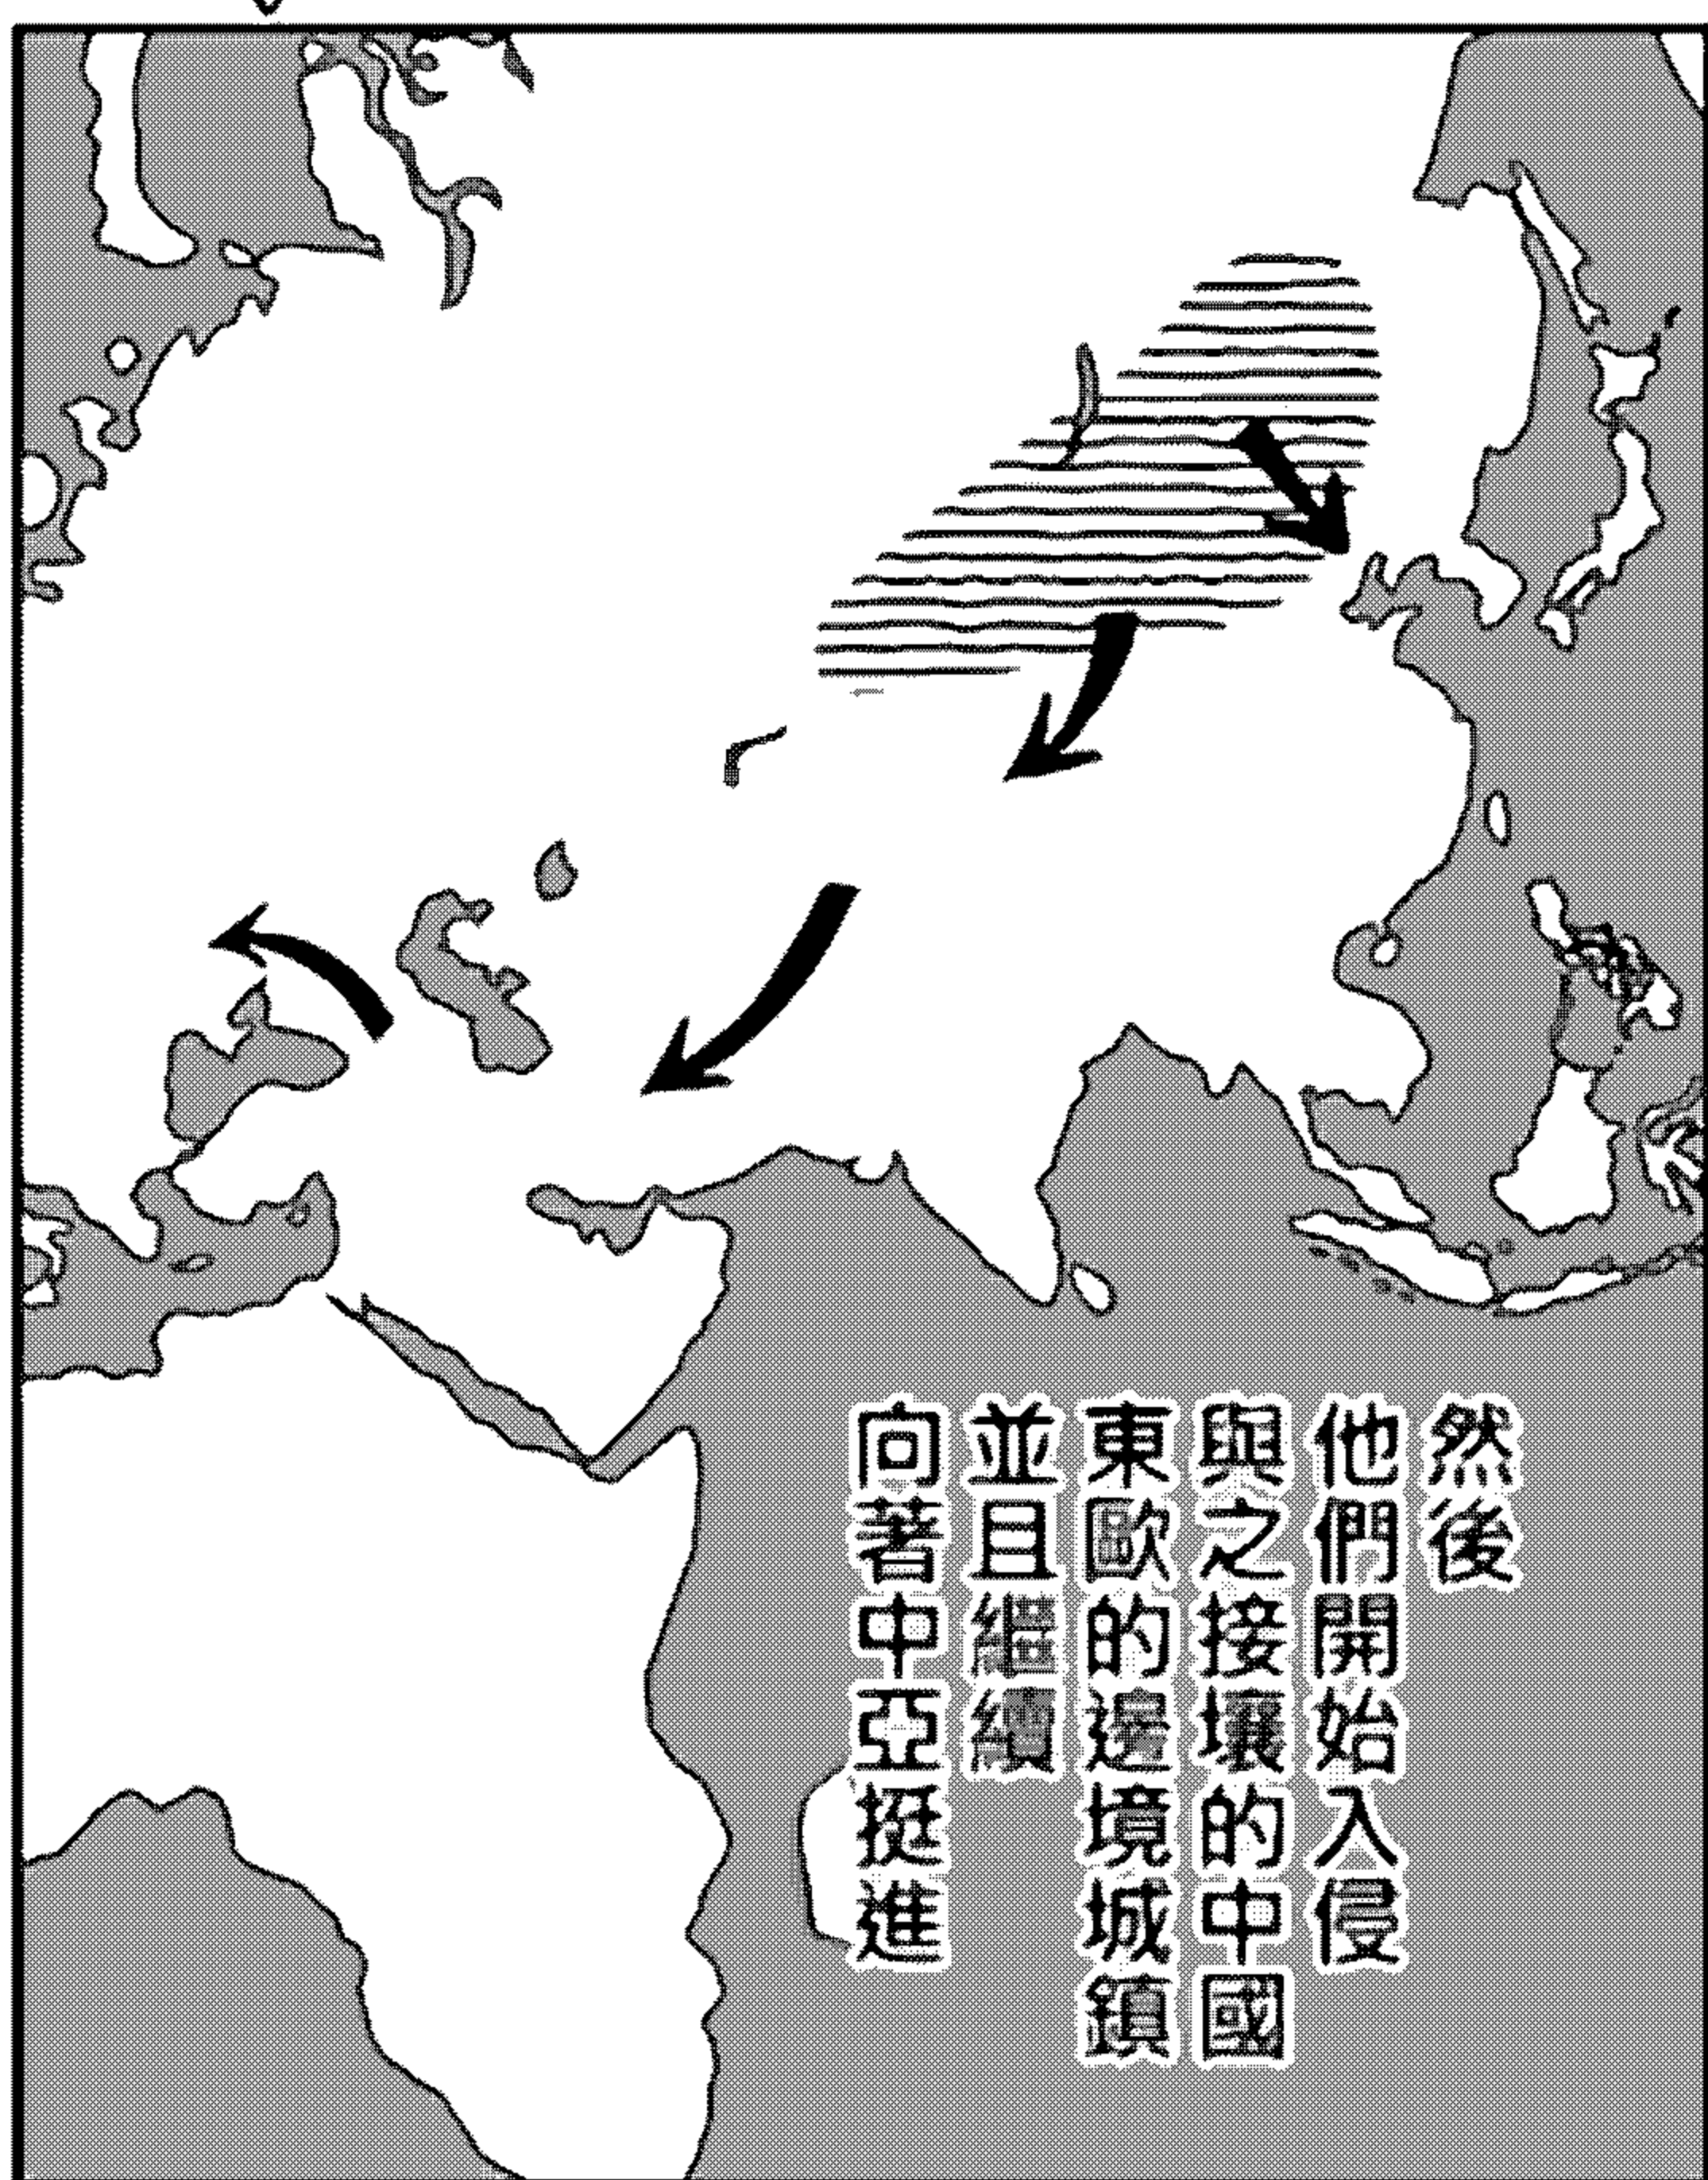 然後
他們開始入侵
與之接壤的中國
東歐的邊境城鎮
並且繼續
向著中亞挺進